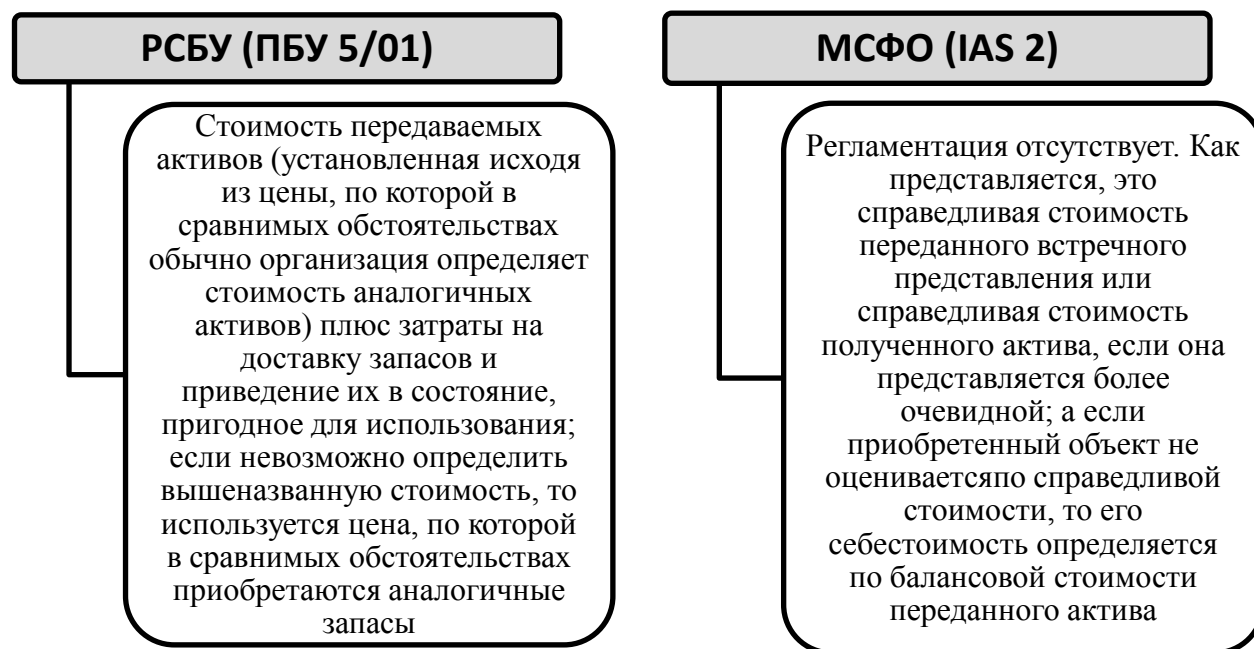 РСБУ (ПБУ 5/01)
Стоимость передаваемых
активов (установленная исходя
из цены, по которой в
сравнимых обстоятельствах
обычно организация определяет
стоимость аналогичных
активов) плюс затраты на
доставку запасов и
приведение их в состояние,
пригодное для использования;
если невозможно определить
вышеназванную стоимость, то
используется цена, по которой
в сравнимых обстоятельствах
приобретаются аналогичные
запасы
МСФО (IAS 2)
Регламентация отсутствует. Как
представляется, это
справедливая стоимость
переданного встречного
представления или
справедливая стоимость
полученного актива, если она
представляется более
очевидной; а если
приобретенный объект не
оцениваетсяпо справедливой
стоимости, то его
себестоимость определяется
по балансовой стоимости
переданного актива